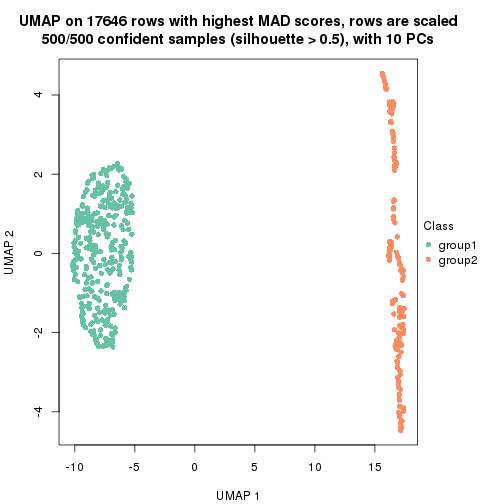 UMAP on 17646 rows with highest MAD scores, rows are scaled
500/500 confident samples (silhouette > 0.5), with 10 PCs
4
2
0
-2
-4
UMAP 2
-10 -5 0 5 10 15
UMAP 1
Class
group1
group2